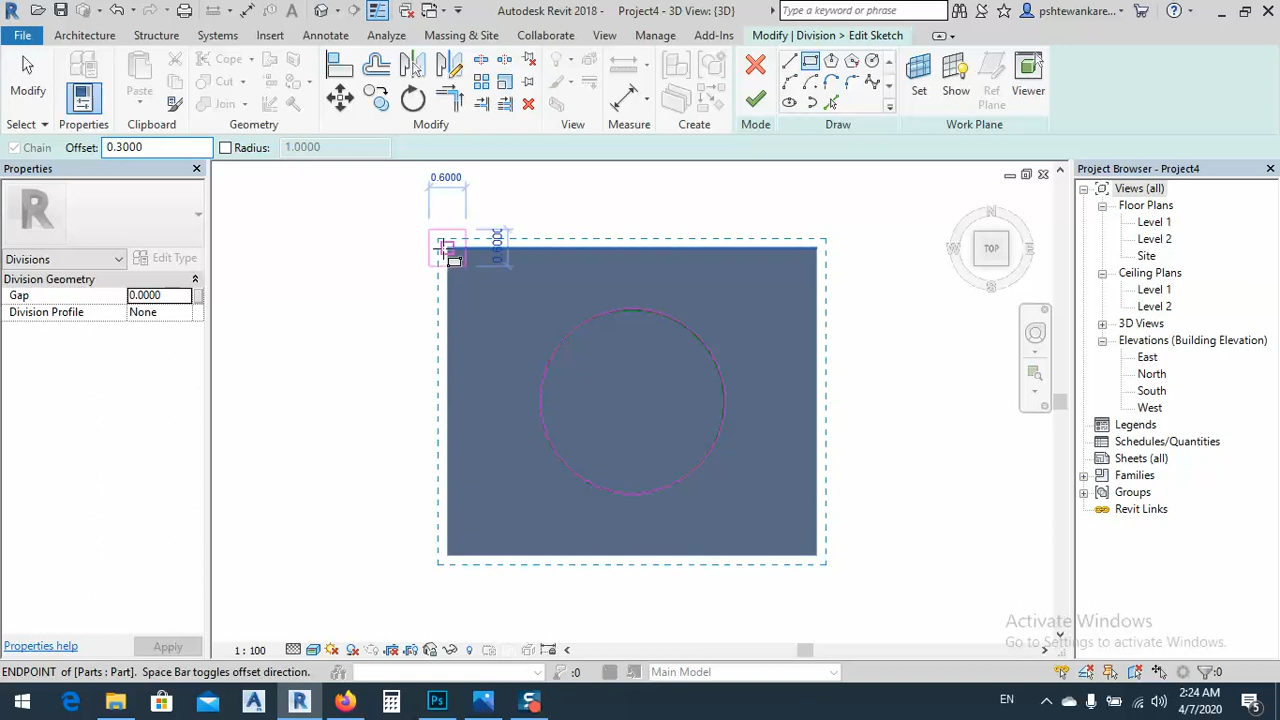 Autodesk Revit 2018 - Project4 - 3D View: {3D}
Type a keyword or phrase
pshtewankare...
File
Architecture
Structure
Systems
Insert
Annotate
Analyze
Massing & Site
Collaborate
View
Manage
Add-Ins
Modify | Division > Edit Sketch
Modify
Paste
Cope
Cut
Join
Set
Show
Ref
Plane
Viewer
Select
Properties
Clipboard
Geometry
Modify
View
Measure
Create
Mode
Draw
Work Plane
Chain
Offset: 0.3000
Radius: 1.0000
Properties
R
Divisions
Edit Type
Division Geometry
Gap 0.0000
Division Profile None
Properties help
Apply
0.6000
0.6000
N
W
TOP
E
S
Project Browser - Project4
Views (all)
Floor Plans
Level 1
Level 2
Site
Ceiling Plans
Level 1
Level 2
3D Views
Elevations (Building Elevation)
East
North
South
West
Legends
Schedules/Quantities
Sheets (all)
Families
Groups
Revit Links
Activate Windows
Go to Settings to activate Windows.
1 : 100
ENDPOINT of [Parts : Part]. Space Bar toggles offset direction.
:0
Main Model
:0
EN
2:24 AM
4/7/2020
5